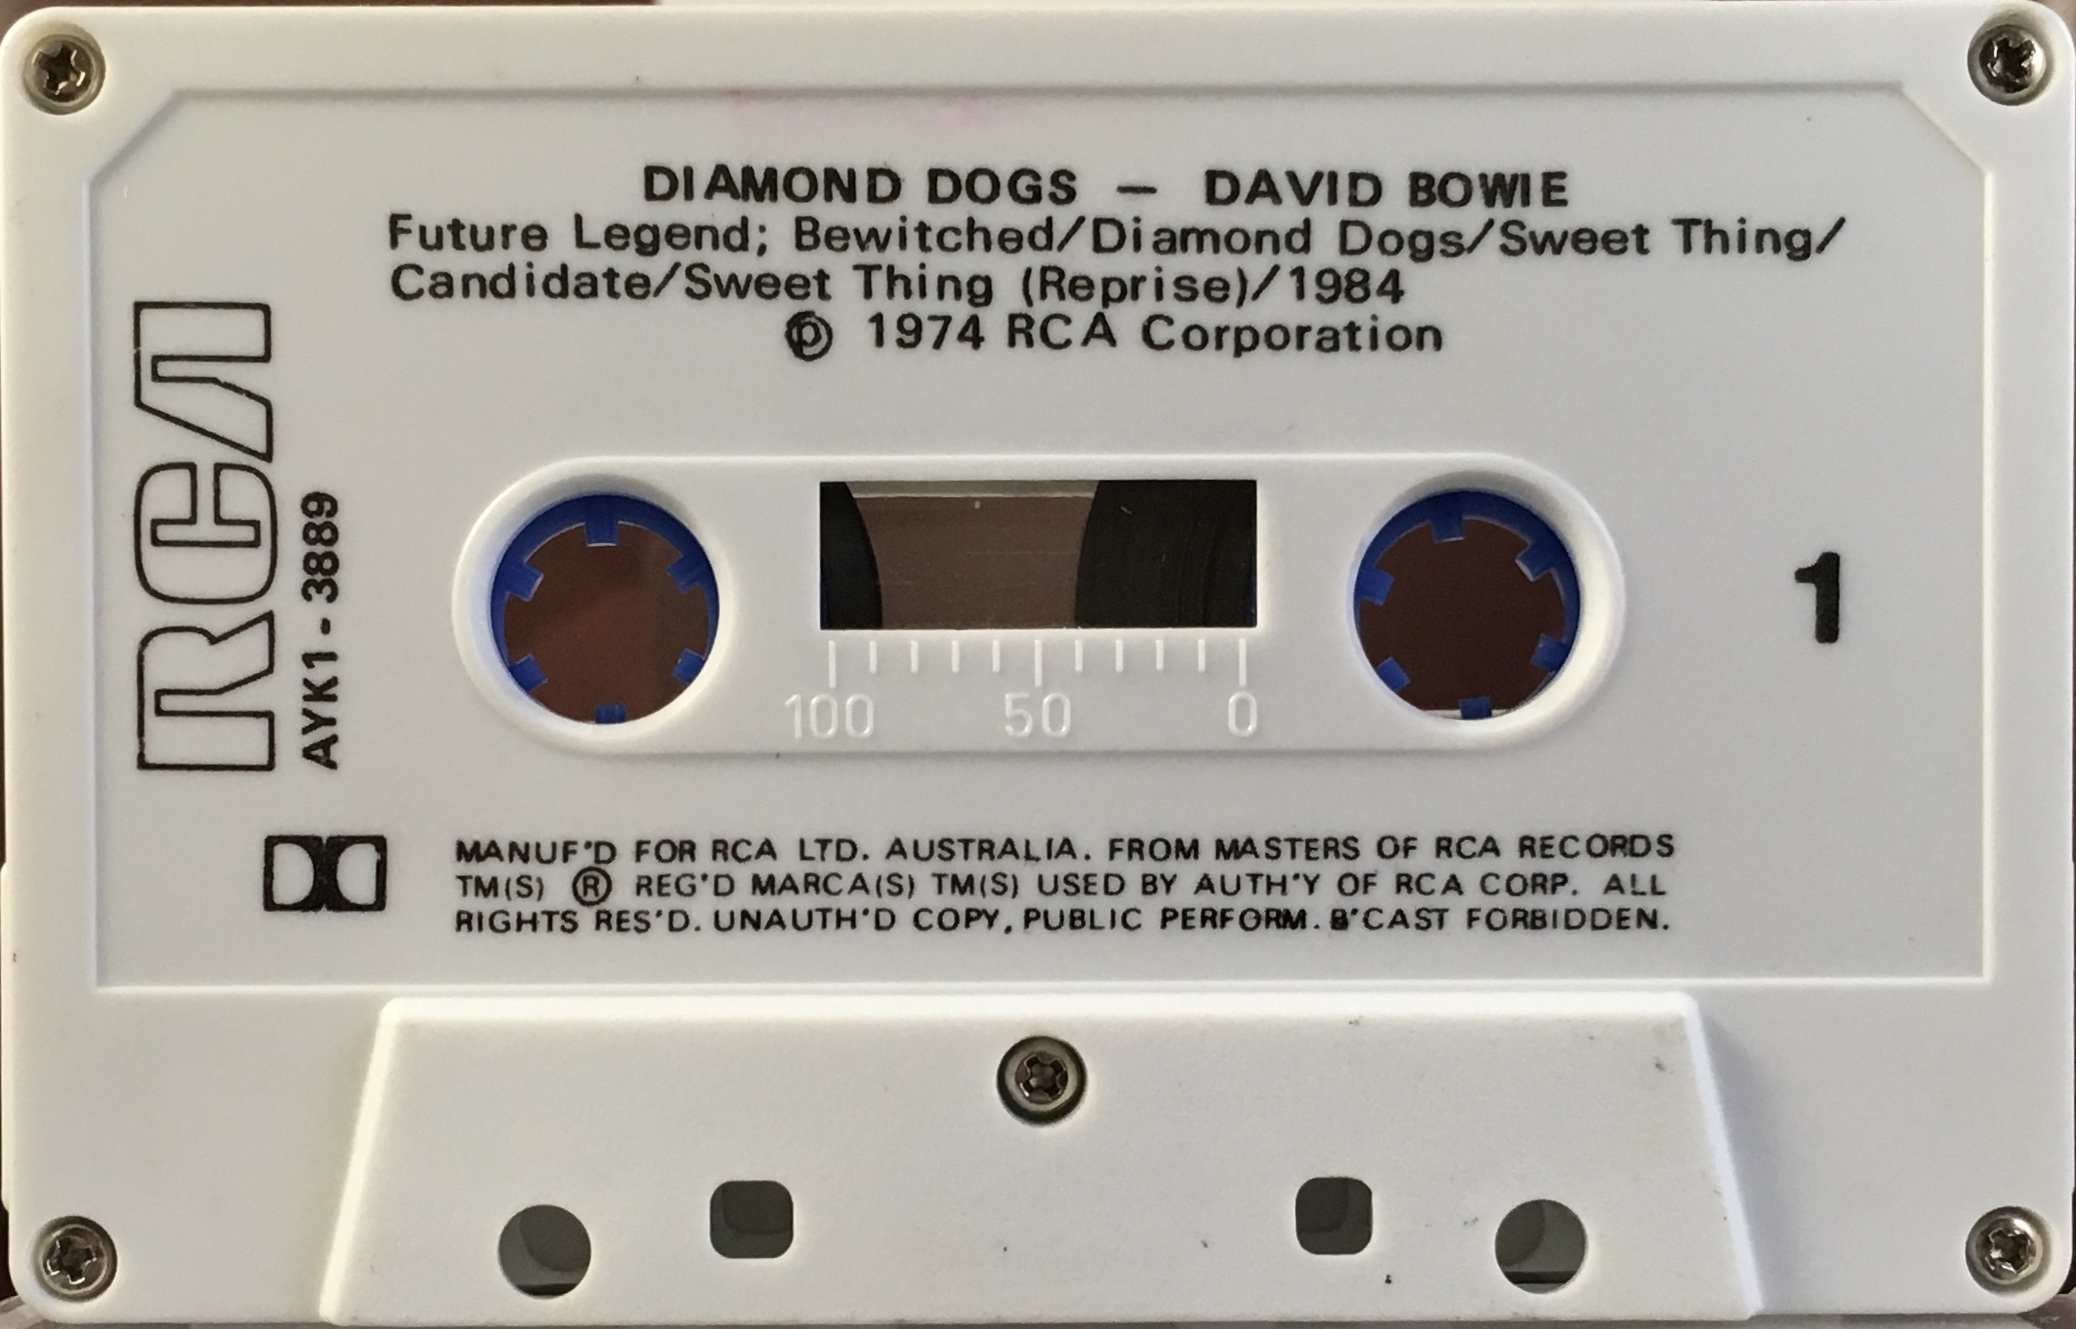 DIAMOND DOGS — DAVID BOWIE
Future Legend; Bewitched/Diamond Dogs/Sweet Thing/
Candidate/Sweet Thing (Reprise)/1984
℗ 1974 RCA Corporation
RCA
AYK1-3889
1
100 50 0
MANUF'D FOR RCA LTD. AUSTRALIA. FROM MASTERS OF RCA RECORDS
TM(S) ® REG'D MARCA(S) TM(S) USED BY AUTH'Y OF RCA CORP. ALL
RIGHTS RES'D. UNAUTH'D COPY, PUBLIC PERFORM. B'CAST FORBIDDEN.